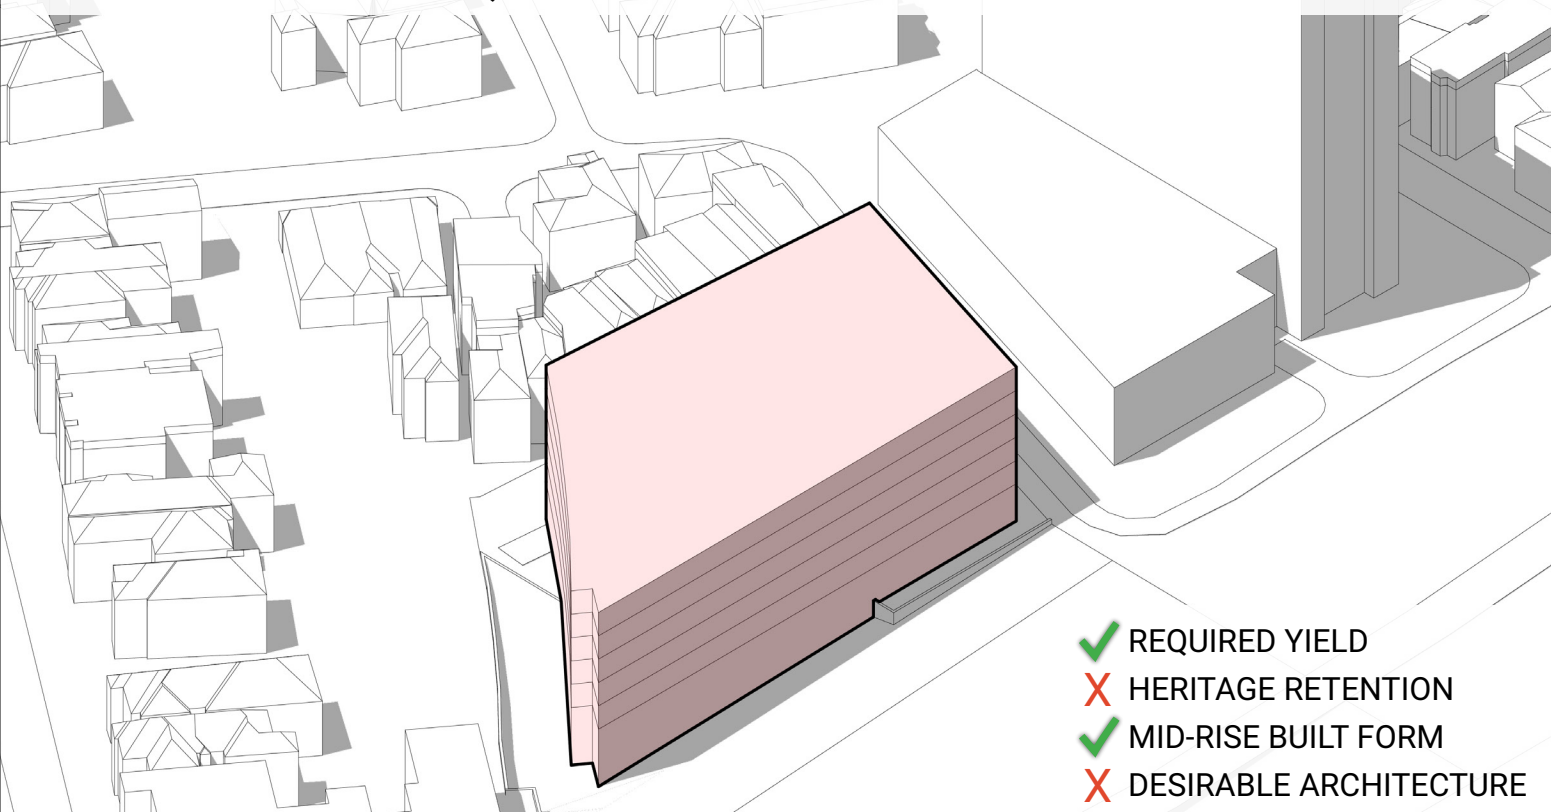 REQUIRED YIELD
X HERITAGE RETENTION
MID-RISE BUILT FORM
X DESIRABLE ARCHITECTURE